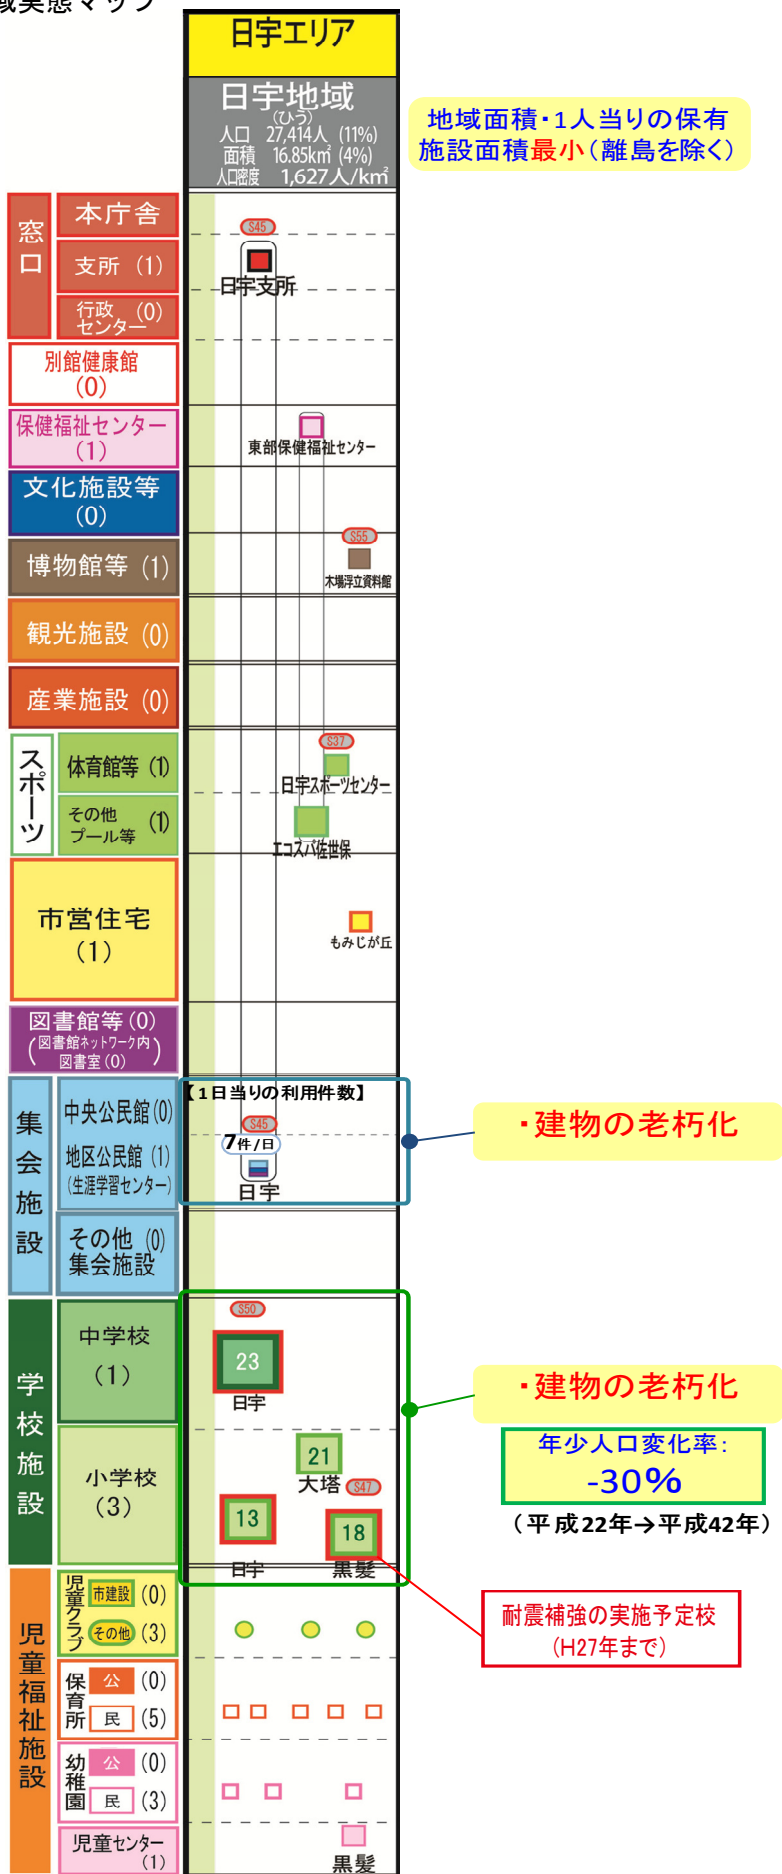 域実態マップ
日宇エリア
日宇地域
(ひう)
人口 27,414人 (11%)
面積 16.85km² (4%)
人口密度 1,627人/km²
地域面積・1人当りの保有
施設面積最小(離島を除く)
窓口
本庁舎
支所 (1)
行政センター (0)
S45
日宇支所
別館健康館
(0)
保健福祉センター
(1)
東部保健福祉センター
文化施設等
(0)
博物館等 (1)
S55
木場浮立資料館
観光施設 (0)
産業施設 (0)
スポーツ
体育館等 (1)
S37
日宇スポーツセンター
その他
プール等 (1)
エコスパ佐世保
市営住宅
(1)
もみじが丘
図書館等(0)
(図書館ネットワーク内
図書室(0))
集会施設
中央公民館(0)
地区公民館 (1)
(生涯学習センター)
【1日当りの利用件数】
S45
7件/日
日宇
・建物の老朽化
その他 (0)
集会施設
学校施設
中学校
(1)
S50
23
日宇
・建物の老朽化
小学校
(3)
21
大塔
S47
13
日宇
18
黒髪
年少人口変化率:
-30%
(平成22年→平成42年)
耐震補強の実施予定校
(H27年まで)
児童福祉施設
児童クラブ
市建設 (0)
その他 (3)
保育所
公 (0)
民 (5)
幼稚園
公 (0)
民 (3)
児童センター
(1)
黒髪